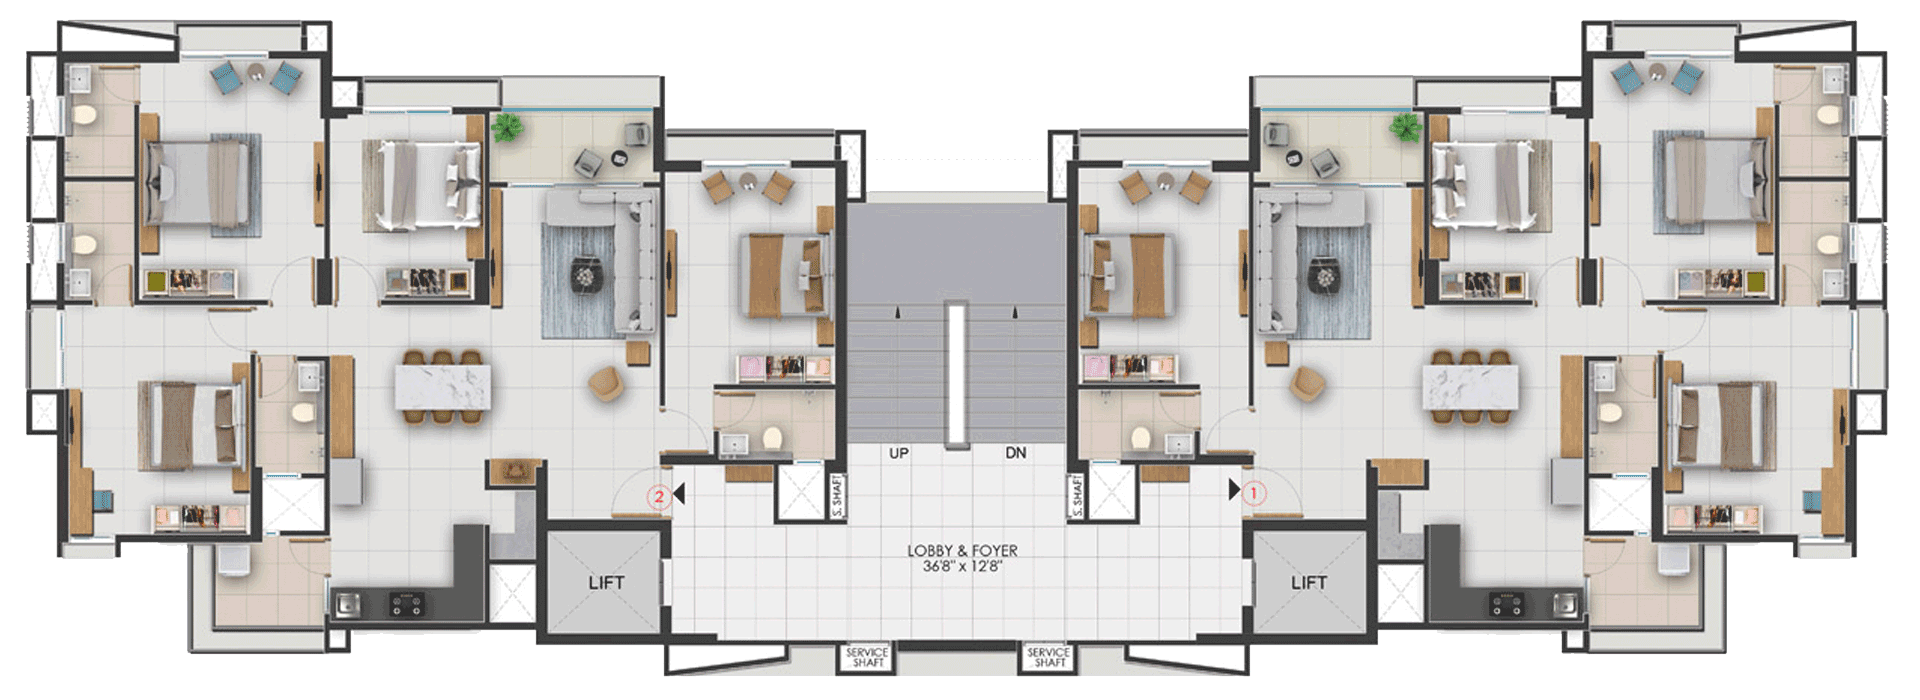 UP
DN
S. SHAFT
S. SHAFT
2
1
LOBBY & FOYER
36'8" x 12'8"
LIFT
LIFT
SERVICE
SHAFT
SERVICE
SHAFT